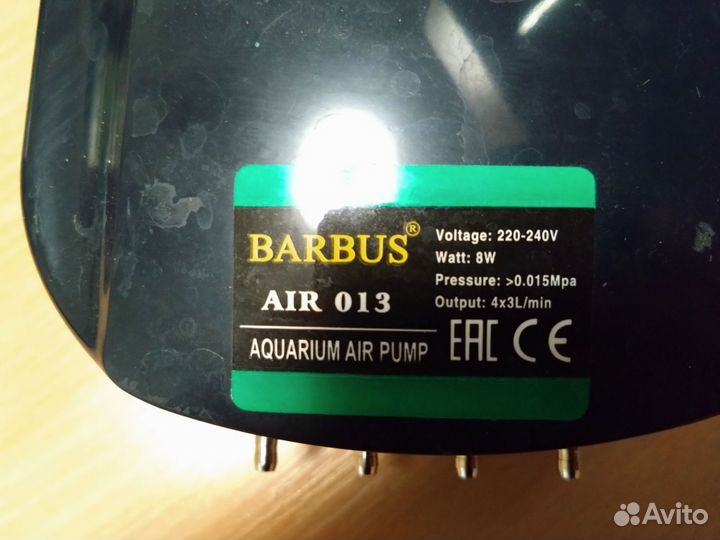 BARBUS®
AIR 013
AQUARIUM AIR PUMP
Voltage: 220-240V
Watt: 8W
Pressure: >0.015Mpa
Output: 4x3L/min
EAC CE
Avito